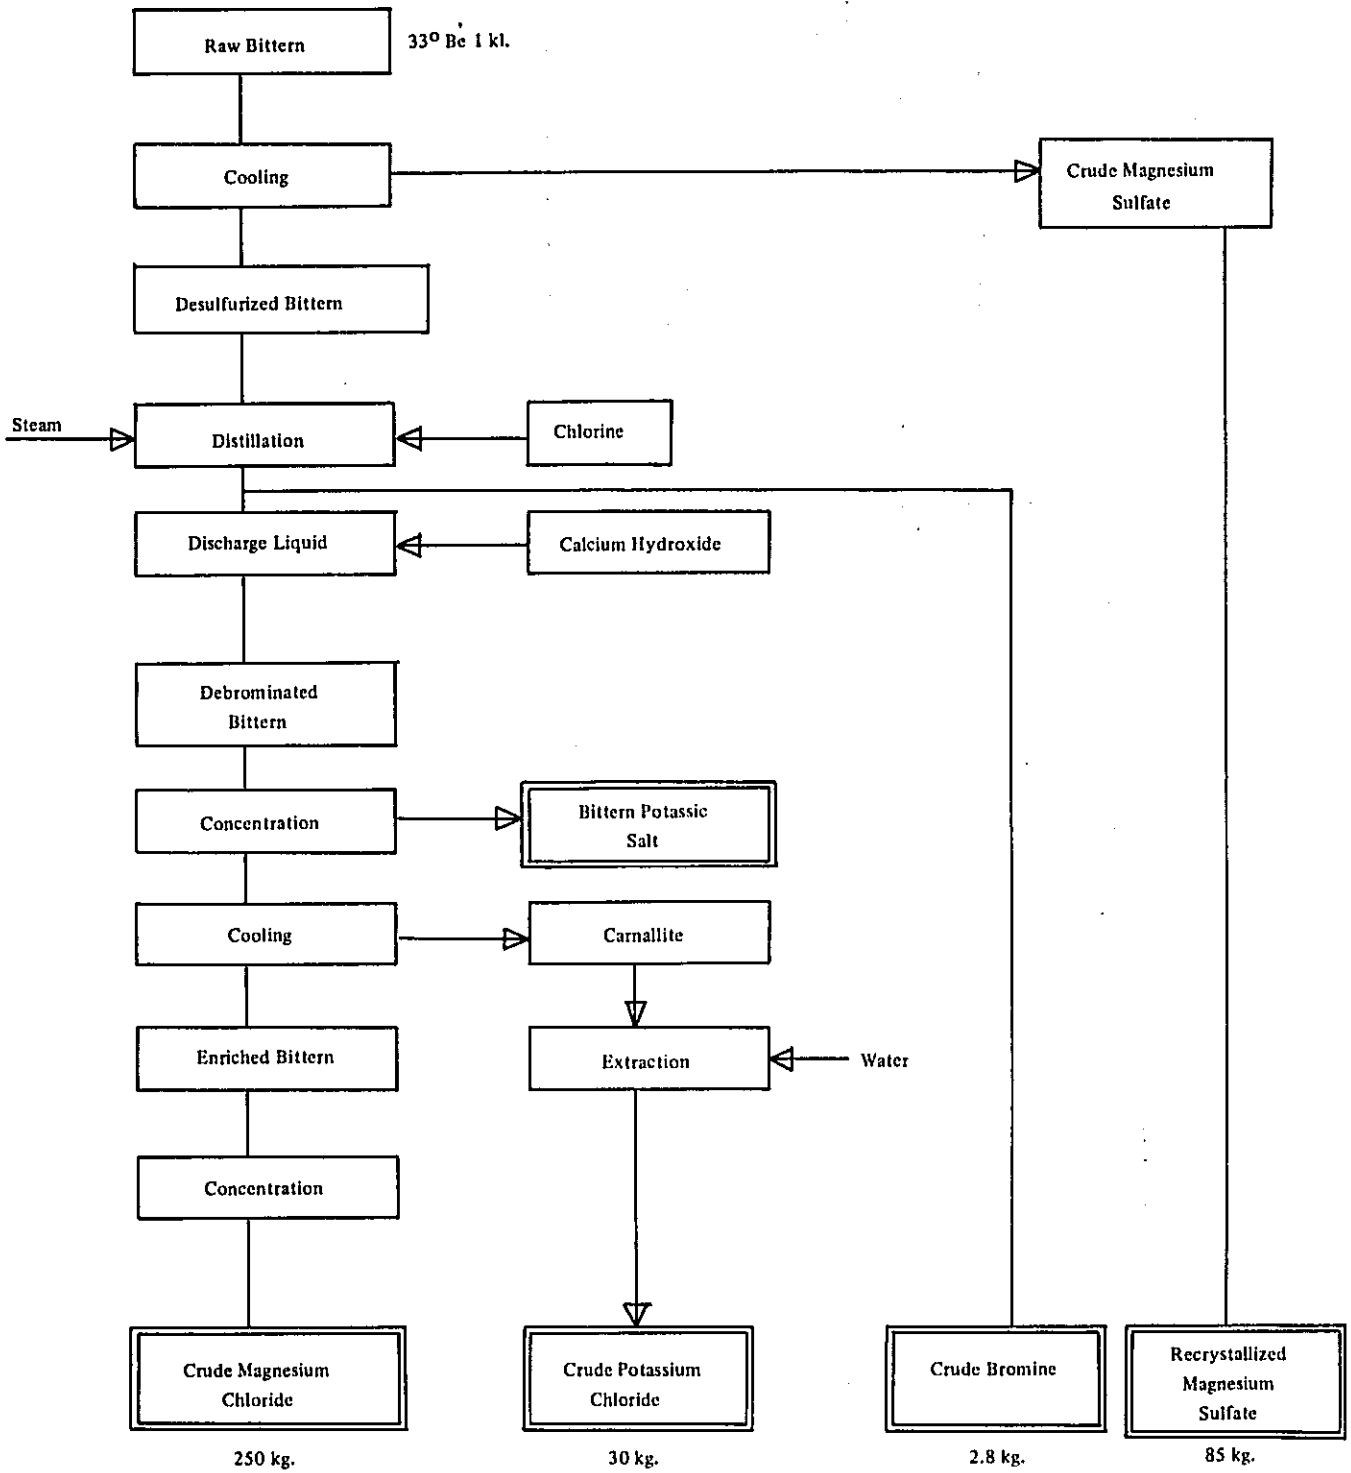 Raw Bittern
33° Be 1 kl.
Cooling
Crude Magnesium
Sulfate
Desulfurized Bittern
Steam
Distillation
Chlorine
Discharge Liquid
Calcium Hydroxide
Debrominated
Bittern
Concentration
Bittern Potassic
Salt
Cooling
Carnallite
Enriched Bittern
Extraction
Water
Concentration
Crude Magnesium
Chloride
Crude Potassium
Chloride
Crude Bromine
Recrystallized
Magnesium
Sulfate
250 kg.
30 kg.
2.8 kg.
85 kg.